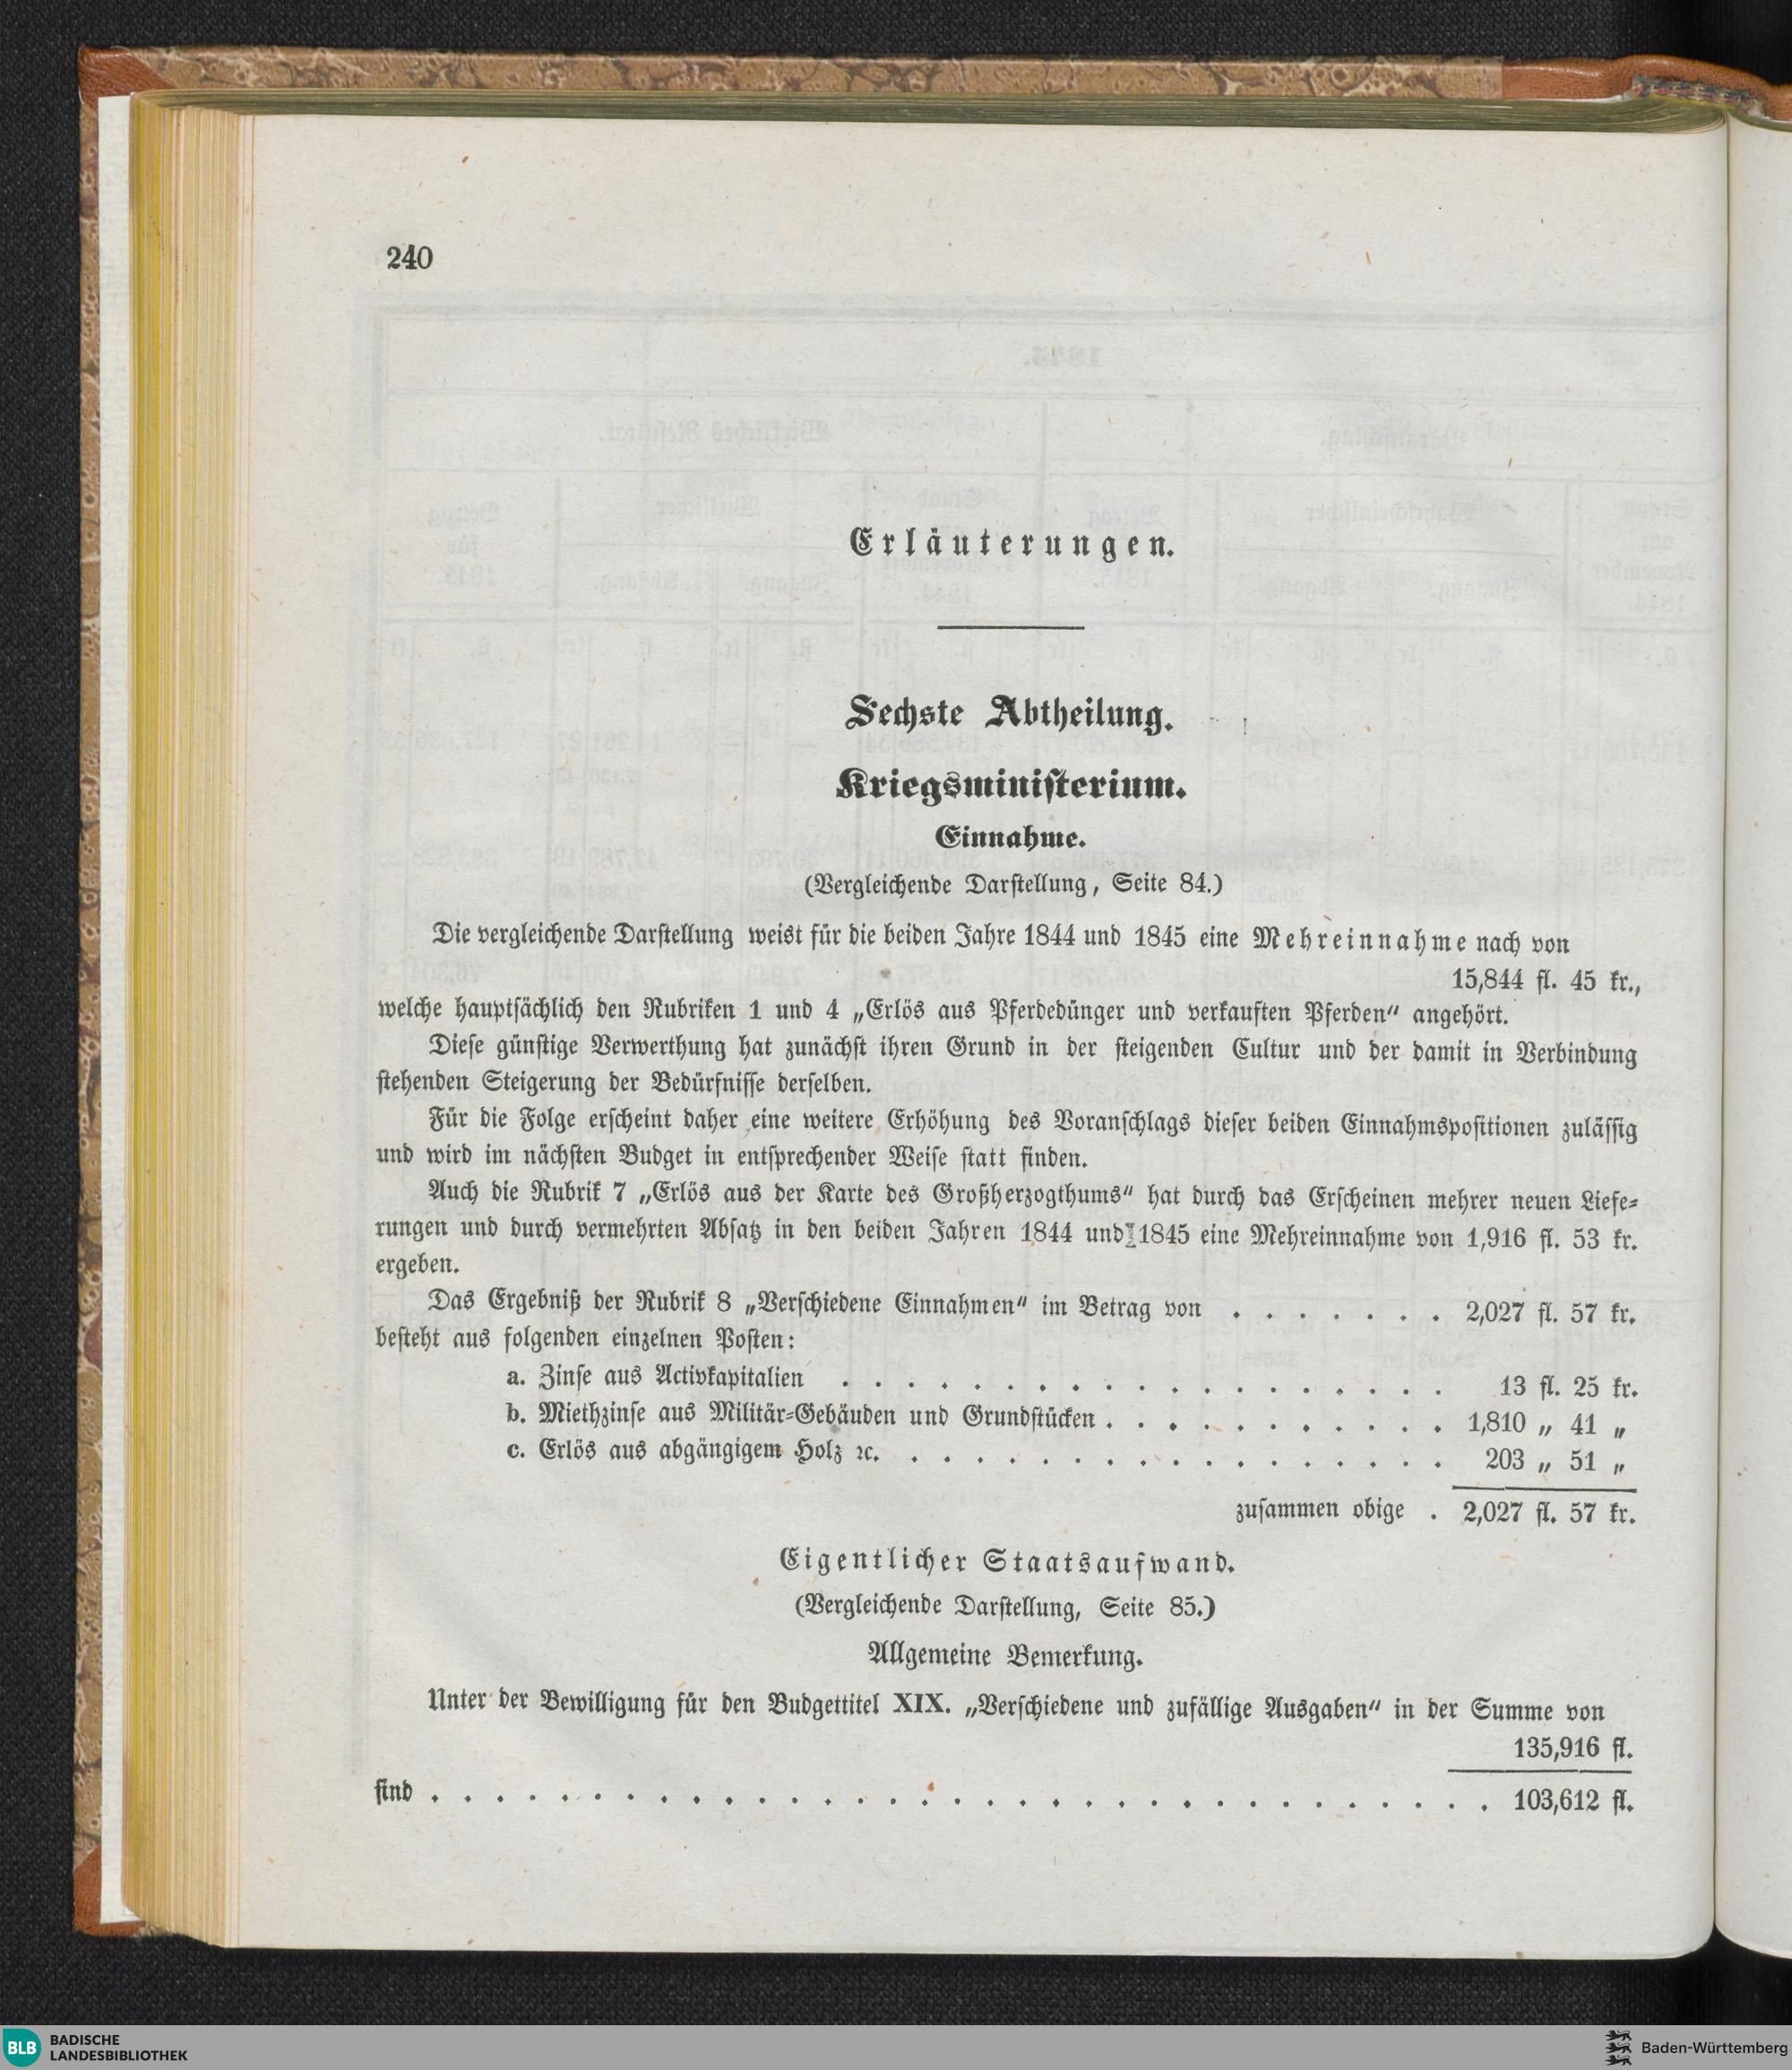 240
Erläuterungen.
Sechste Abtheilung.
Kriegsministerium.
Einnahme.
(Vergleichende Darstellung, Seite 84.)
Die vergleichende Darstellung weist für die beiden Jahre 1844 und 1845 eine Mehreinnahme nach von
15,844 fl. 45 kr.,
welche hauptsächlich den Rubriken 1 und 4 „Erlös aus Pferdedünger und verkauften Pferden“ angehört.
Diese günstige Verwerthung hat zunächst ihren Grund in der steigenden Cultur und der damit in Verbindung
stehenden Steigerung der Bedürfnisse derselben.
Für die Folge erscheint daher eine weitere Erhöhung des Voranschlags dieser beiden Einnahmspositionen zulässig
und wird im nächsten Budget in entsprechender Weise statt finden.
Auch die Rubrik 7 „Erlös aus der Karte des Großherzogthums“ hat durch das Erscheinen mehrer neuen Liefe-
rungen und durch vermehrten Absatz in den beiden Jahren 1844 und 1845 eine Mehreinnahme von 1,916 fl. 53 kr.
ergeben.
Das Ergebniß der Rubrik 8 „Verschiedene Einnahmen“ im Betrag von . . . . . . . 2,027 fl. 57 kr.
besteht aus folgenden einzelnen Posten:
a. Zinse aus Activkapitalien . . . . . . . . . . . . . . . . . . . 13 fl. 25 kr.
b. Miethzinse aus Militär-Gebäuden und Grundstücken . . . . . . . . . . . 1,810 „ 41 „
c. Erlös aus abgängigem Holz ꝛc. . . . . . . . . . . . . . . . . . 203 „ 51 „
zusammen obige . 2,027 fl. 57 kr.
Eigentlicher Staatsaufwand.
(Vergleichende Darstellung, Seite 85.)
Allgemeine Bemerkung.
Unter der Bewilligung für den Budgettitel XIX. „Verschiedene und zufällige Ausgaben“ in der Summe von
135,916 fl.
sind . . . . . . . . . . . . . . . . . . . . . . . . . . . . . . . . . 103,612 fl.
BLB BADISCHE
LANDESBIBLIOTHEK
Baden-Württemberg